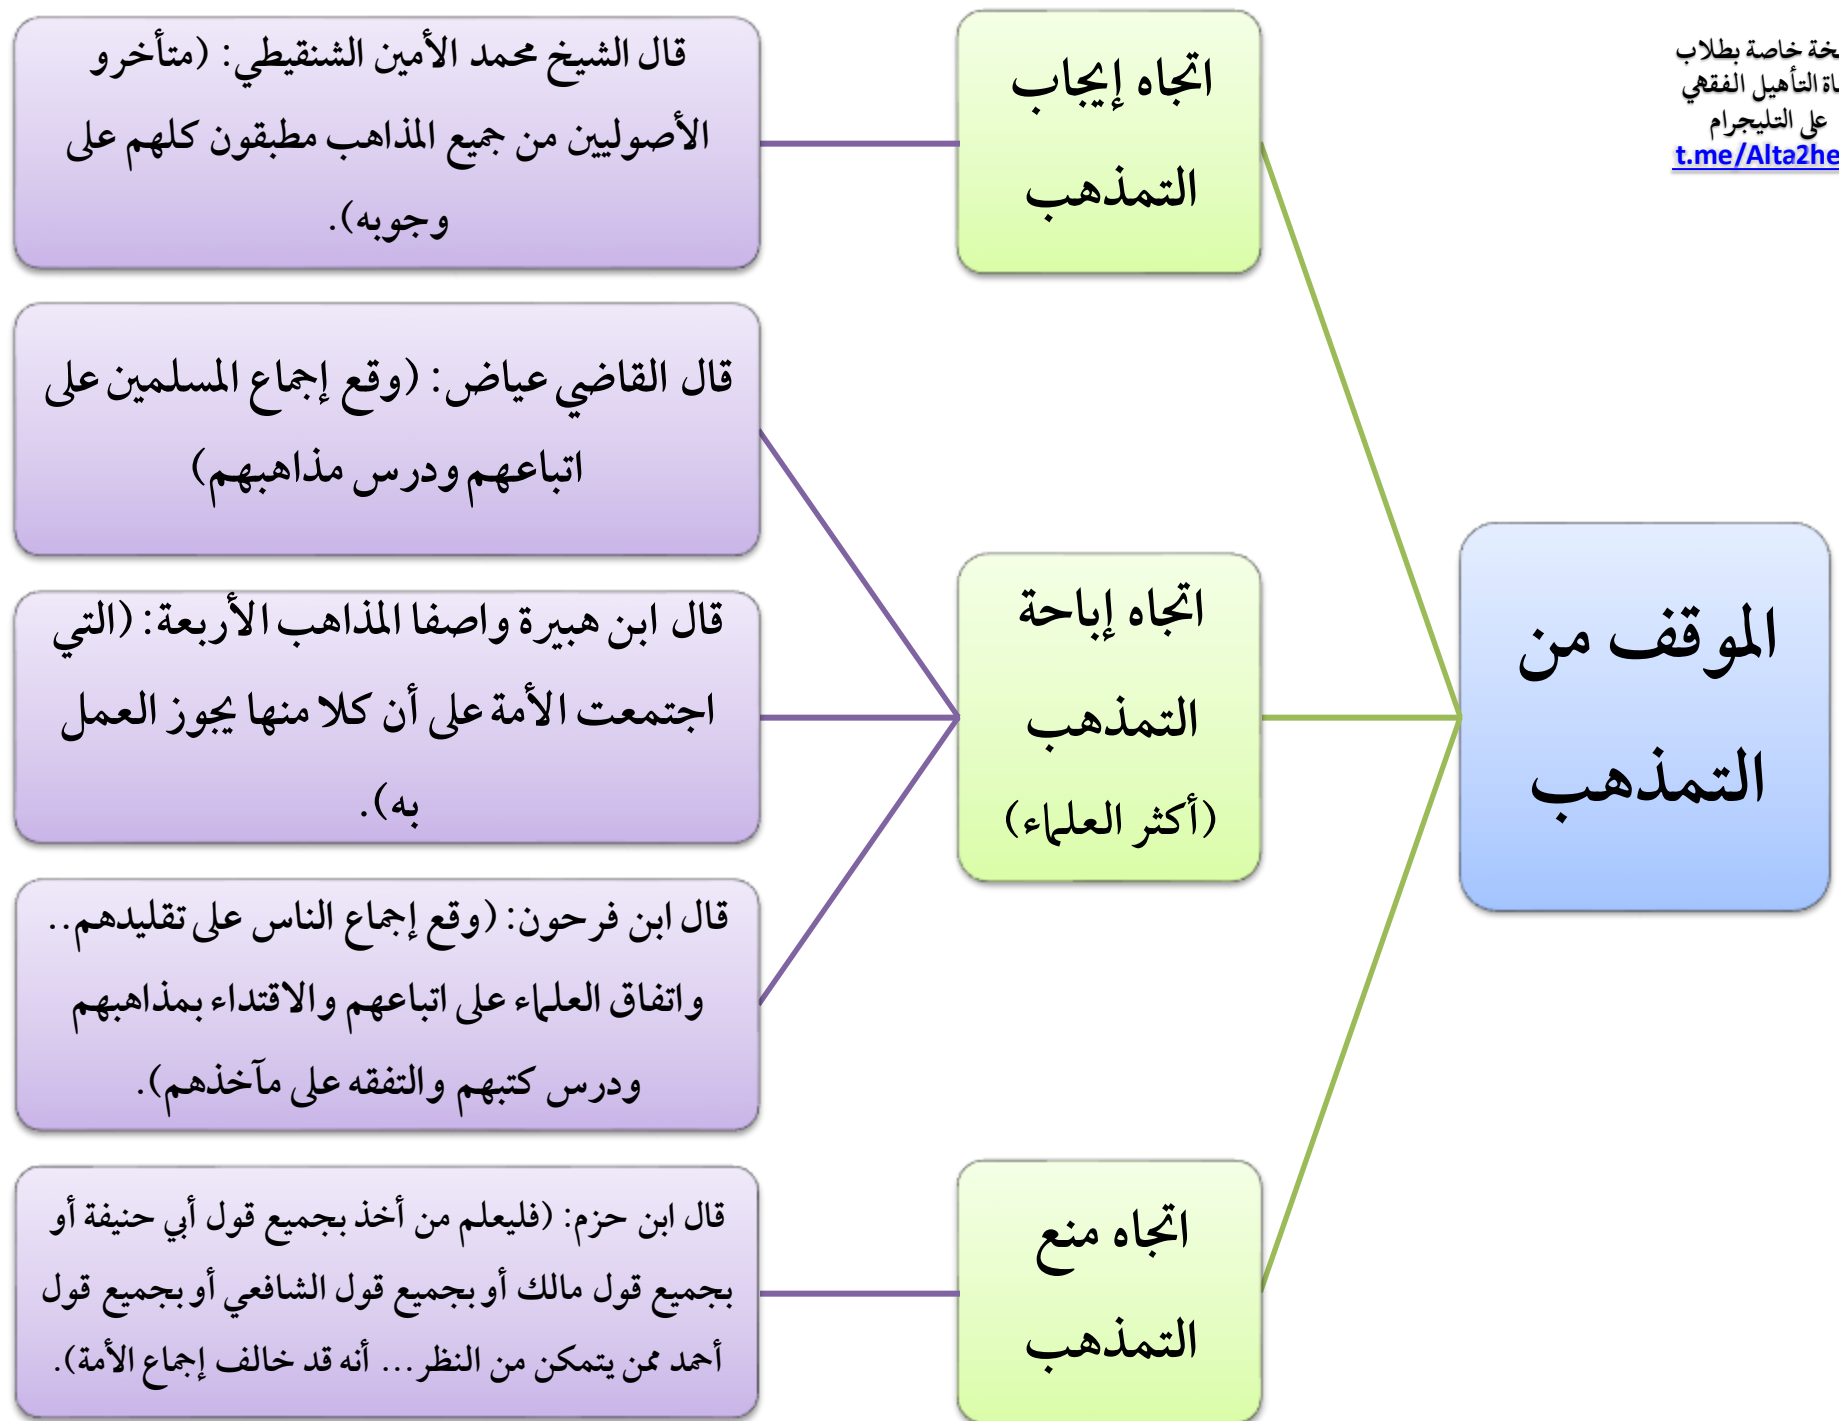 خاصة بطلاب
التأهيل الفقهي
على التليجرام
الموقف من
التمذهب
اتجاه إيجاب
التمذهب
قال الشيخ محمد الأمين الشنقيطي: (متأخرو
الأصوليين من جميع المذاهب مطبقون كلهم على
وجوبه).
اتجاه إباحة
التمذهب
(أكثر العلماء)
قال القاضي عياض: (وقع إجماع المسلمين على
اتباعهم ودرس مذاهبهم)
قال ابن هبيرة واصفا المذاهب الأربعة: (التي
اجتمعت الأمة على أن كلا منها يجوز العمل
به).
قال ابن فرحون: (وقع إجماع الناس على تقليدهم..
واتفاق العلماء على اتباعهم والاقتداء بمذاهبهم
ودرس كتبهم والتفقه على مآخذهم).
اتجاه منع
التمذهب
قال ابن حزم: (فليعلم من أخذ بجميع قول أبي حنيفة أو
بجميع قول مالك أو بجميع قول الشافعي أو بجميع قول
أحمد ممن يتمكن من النظر... أنه قد خالف إجماع الأمة).